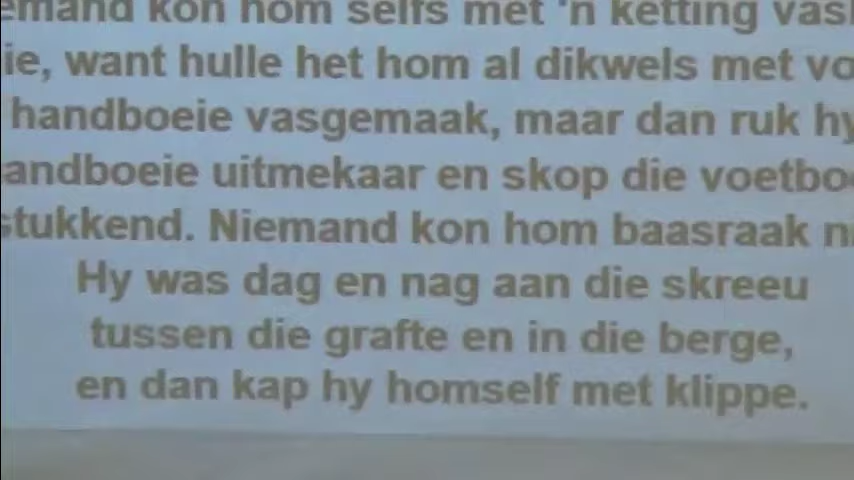 kon hom selfs met 'n ketting
want hulle het hom al dikwels met
handboeie vasgemaak, maar dan ruk hy
uitmekaar en skop die
Niemand kon hom baasraak
Hy was dag en nag aan die skreeu
tussen die grafte en in die berge,
en dan kap hy homself met klippe.